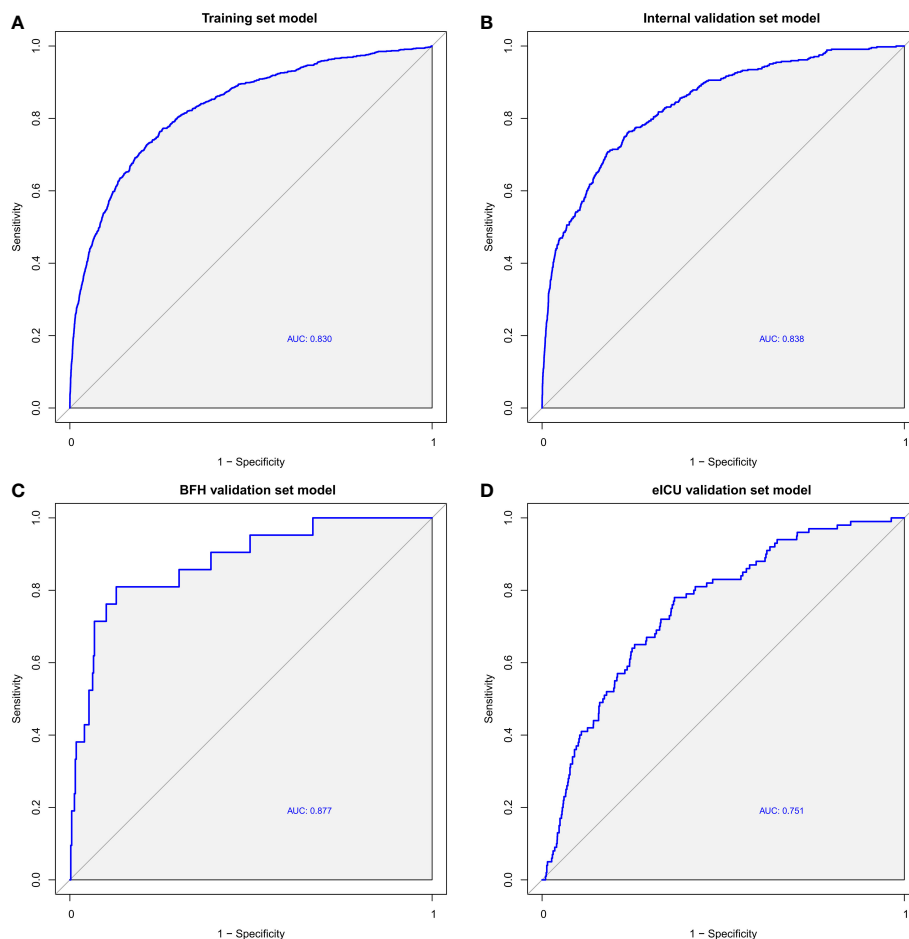 A
Training set model
1.0
0.8
0.6
0.4
0.2
0.0
Sensitivity
AUC: 0.830
0
1
1 − Specificity
B
Internal validation set model
1.0
0.8
0.6
0.4
0.2
0.0
Sensitivity
AUC: 0.838
0
1
1 − Specificity
C
BFH validation set model
1.0
0.8
0.6
0.4
0.2
0.0
Sensitivity
AUC: 0.877
0
1
1 − Specificity
D
eICU validation set model
1.0
0.8
0.6
0.4
0.2
0.0
Sensitivity
AUC: 0.751
0
1
1 − Specificity